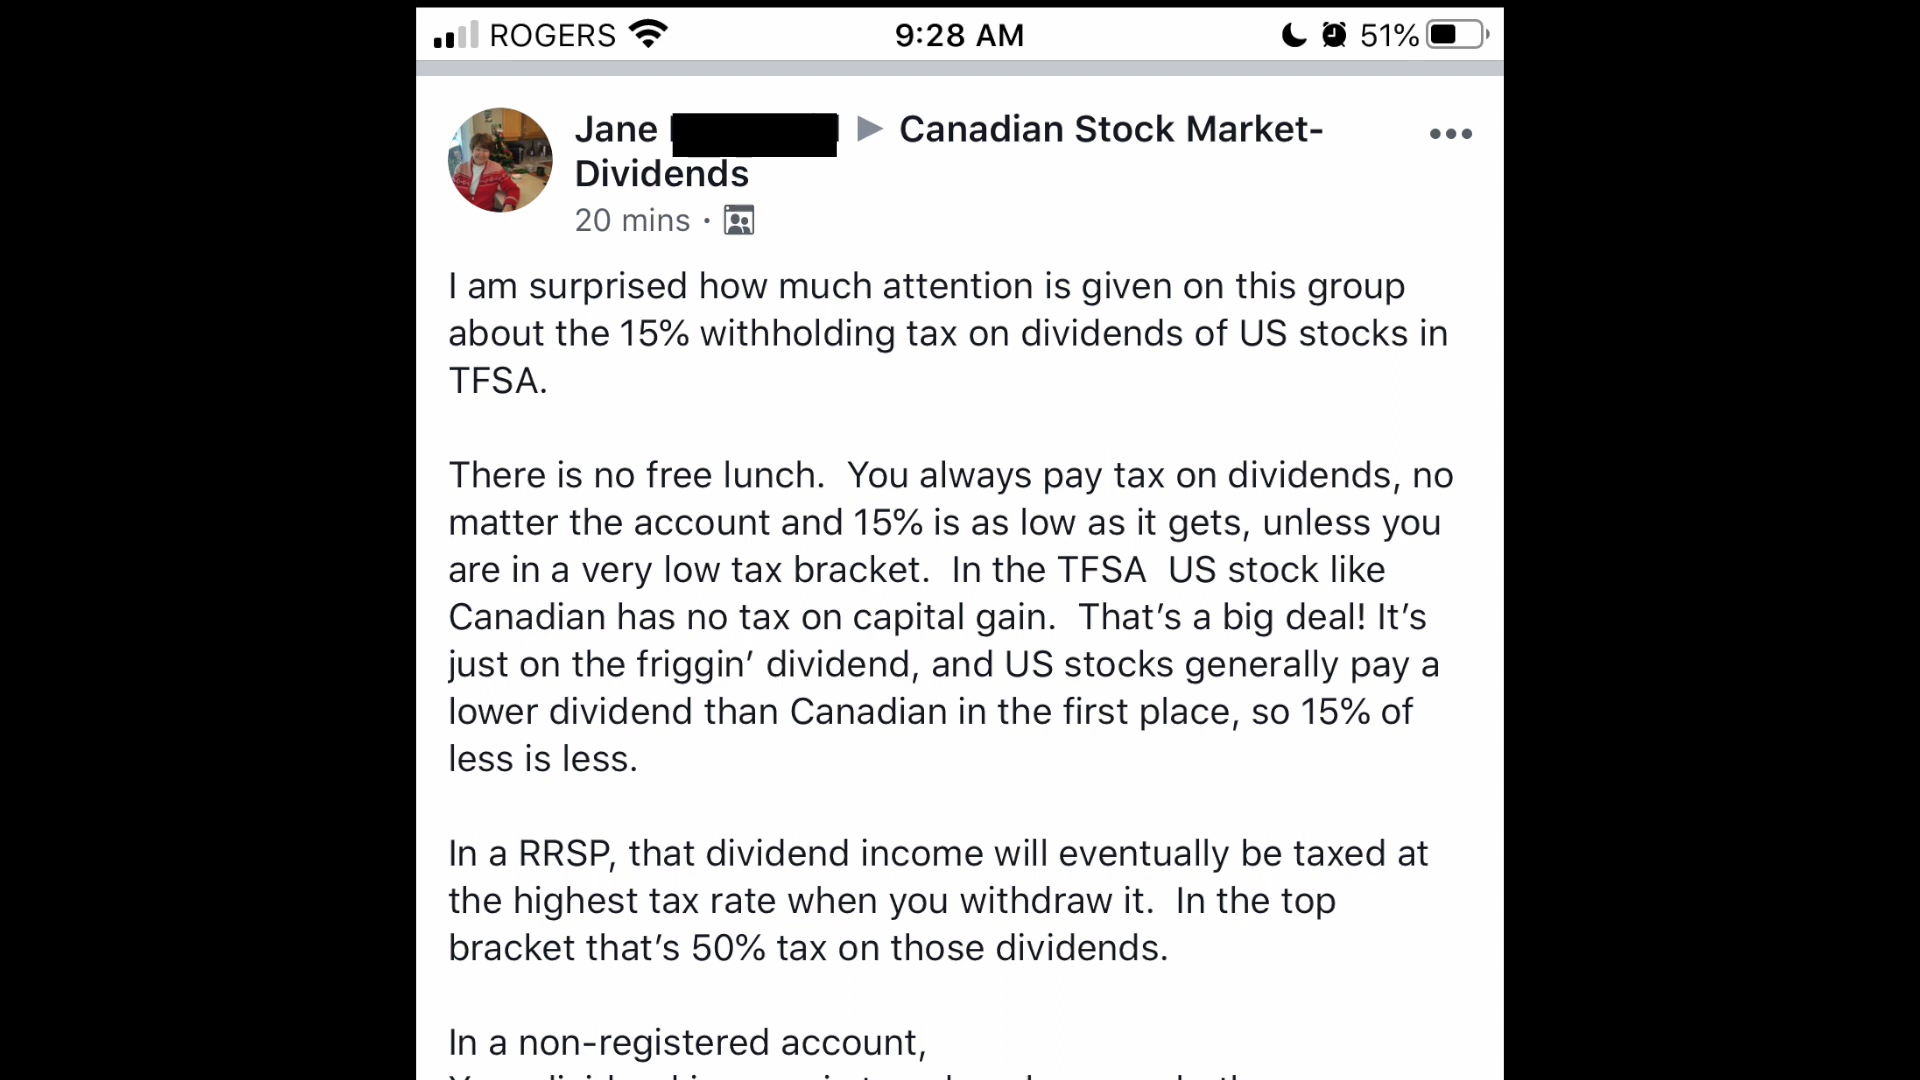 ROGERS 9:28 AM 51%
Jane ▶ Canadian Stock Market-
Dividends
20 mins ·
I am surprised how much attention is given on this group
about the 15% withholding tax on dividends of US stocks in
TFSA.
There is no free lunch.  You always pay tax on dividends, no
matter the account and 15% is as low as it gets, unless you
are in a very low tax bracket.  In the TFSA  US stock like
Canadian has no tax on capital gain.  That’s a big deal! It’s
just on the friggin’ dividend, and US stocks generally pay a
lower dividend than Canadian in the first place, so 15% of
less is less.
In a RRSP, that dividend income will eventually be taxed at
the highest tax rate when you withdraw it.  In the top
bracket that’s 50% tax on those dividends.
In a non-registered account,